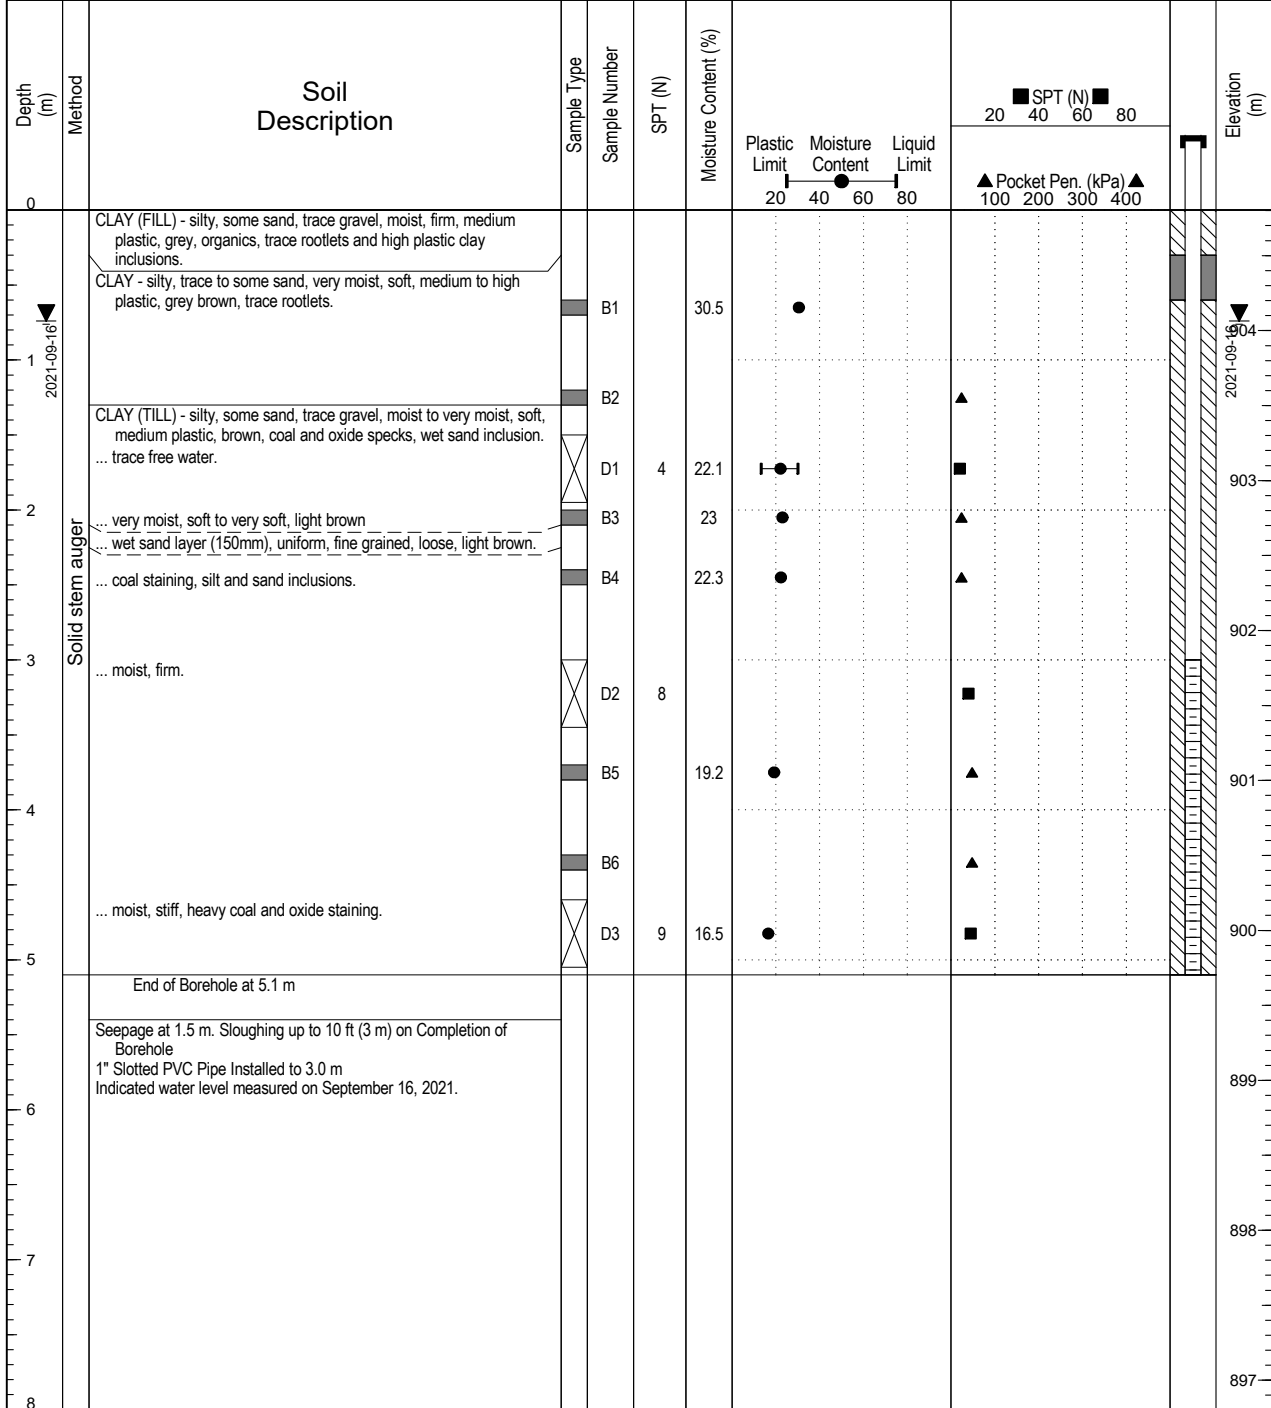 Depth
(m)
Method
Soil
Description
Sample Type
Sample Number
SPT (N)
Moisture Content (%)
Plastic Limit
Moisture Content
Liquid Limit
20 40 60 80
SPT (N)
20 40 60 80
Pocket Pen. (kPa)
100 200 300 400
Elevation
(m)
0
CLAY (FILL) - silty, some sand, trace gravel, moist, firm, medium
plastic, grey, organics, trace rootlets and high plastic clay
inclusions.
CLAY - silty, trace to some sand, very moist, soft, medium to high
plastic, grey brown, trace rootlets.
B1 30.5
2021-09-16
904
2021-09-16
1
B2
CLAY (TILL) - silty, some sand, trace gravel, moist to very moist, soft,
medium plastic, brown, coal and oxide specks, wet sand inclusion.
... trace free water.
D1 4 22.1
903
2
... very moist, soft to very soft, light brown
B3 23
... wet sand layer (150mm), uniform, fine grained, loose, light brown.
... coal staining, silt and sand inclusions.
B4 22.3
902
Solid stem auger
3
... moist, firm.
D2 8
B5 19.2
901
4
B6
... moist, stiff, heavy coal and oxide staining.
D3 9 16.5
900
5
End of Borehole at 5.1 m
Seepage at 1.5 m. Sloughing up to 10 ft (3 m) on Completion of
Borehole
1" Slotted PVC Pipe Installed to 3.0 m
Indicated water level measured on September 16, 2021.
899
6
898
7
897
8